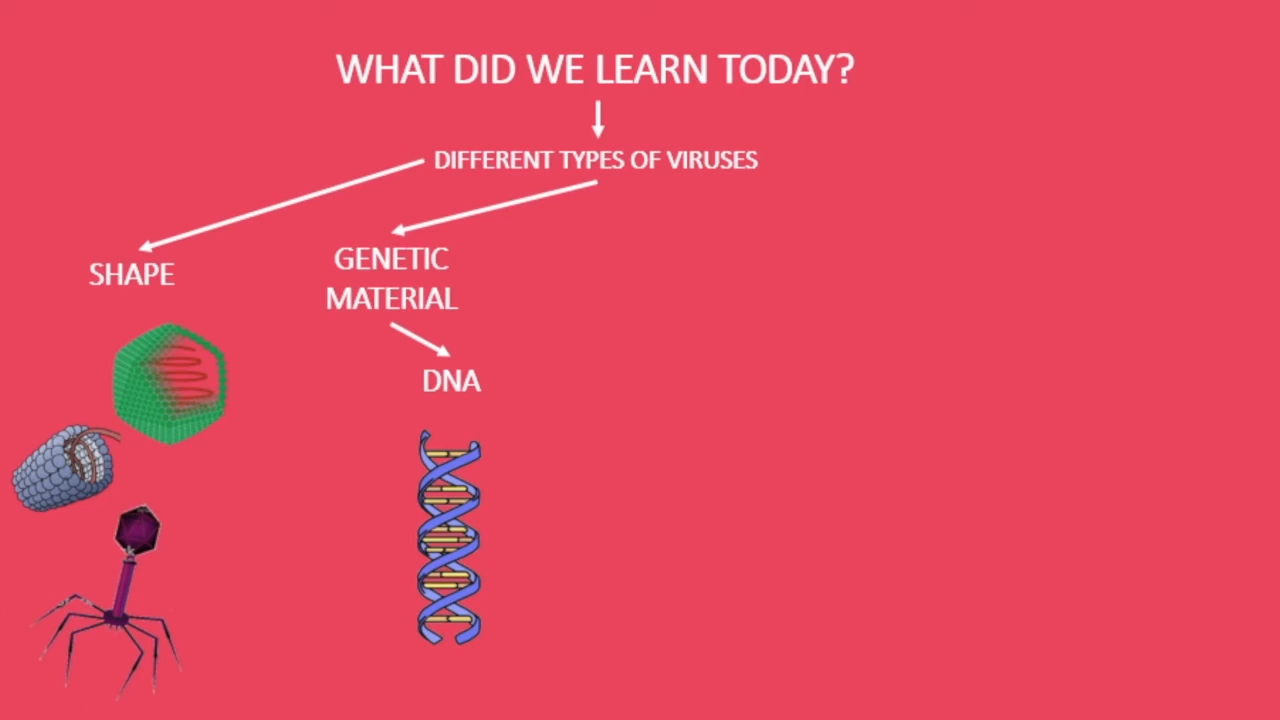 WHAT DID WE LEARN TODAY?
DIFFERENT TYPES OF VIRUSES
SHAPE
GENETIC
MATERIAL
DNA